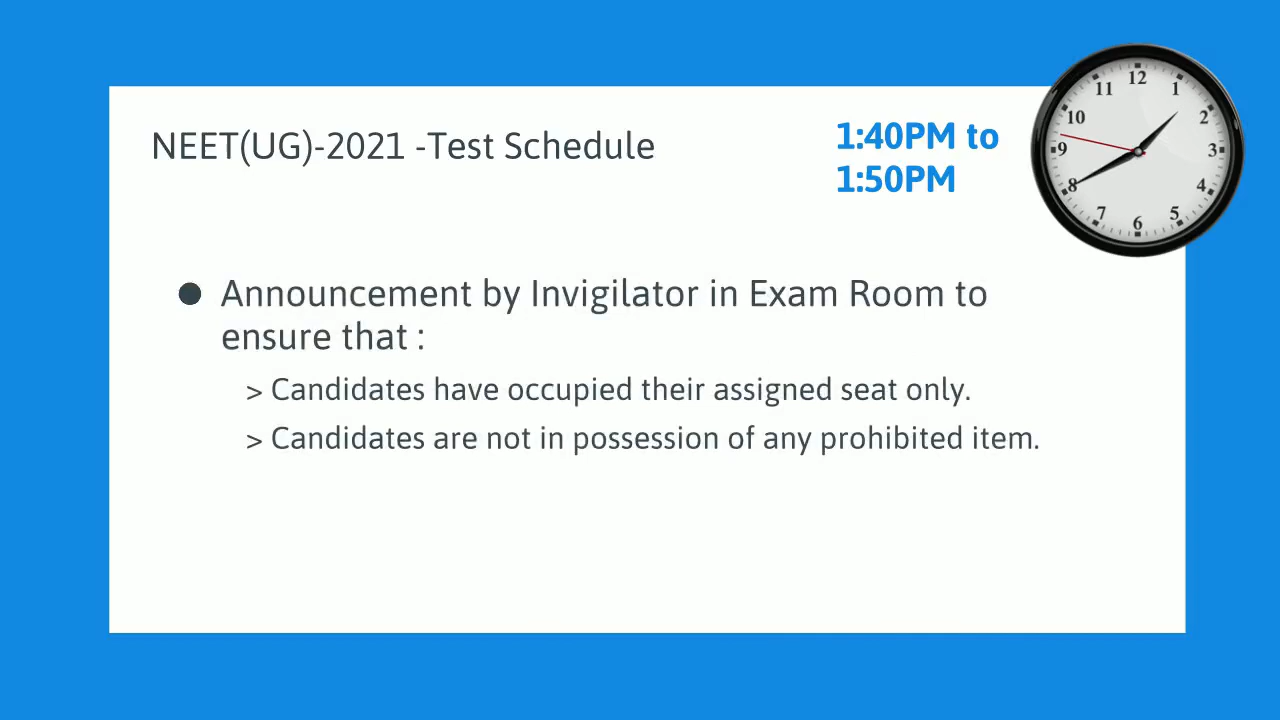 NEET(UG)-2021 -Test Schedule
1:40PM to
1:50PM
● Announcement by Invigilator in Exam Room to
ensure that :
> Candidates have occupied their assigned seat only.
> Candidates are not in possession of any prohibited item.
12
1
2
3
4
5
6
7
8
9
10
11